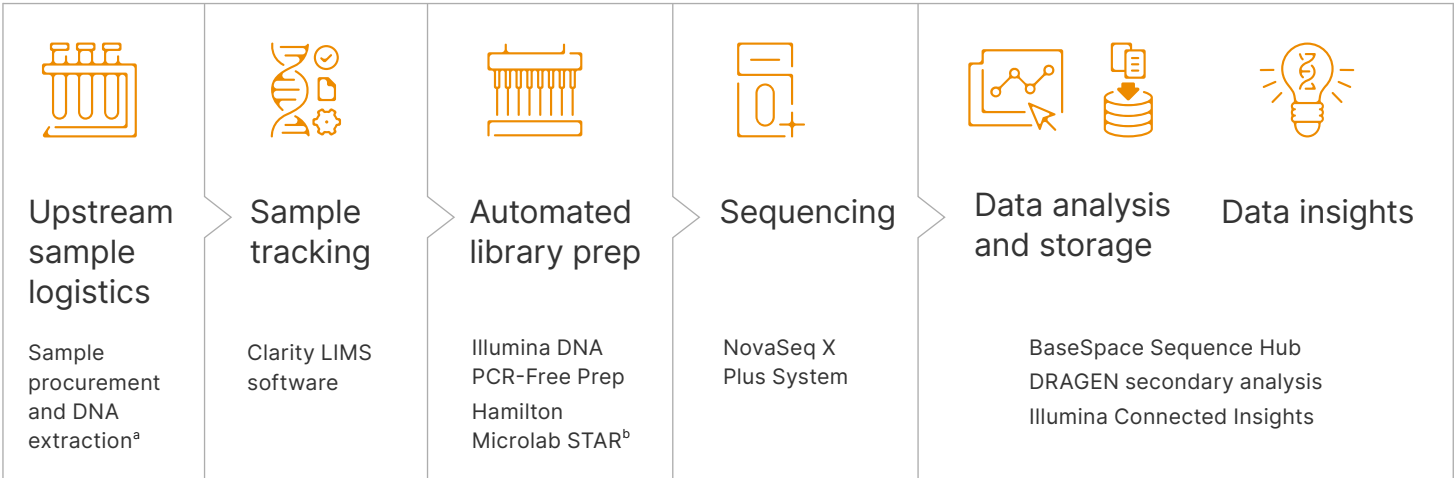 Upstream
sample
logistics
Sample
procurement
and DNA
extractionᵃ
Sample
tracking
Clarity LIMS
software
Automated
library prep
Illumina DNA
PCR-Free Prep
Hamilton
Microlab STARᵇ
Sequencing
NovaSeq X
Plus System
Data analysis
and storage
Data insights
BaseSpace Sequence Hub
DRAGEN secondary analysis
Illumina Connected Insights